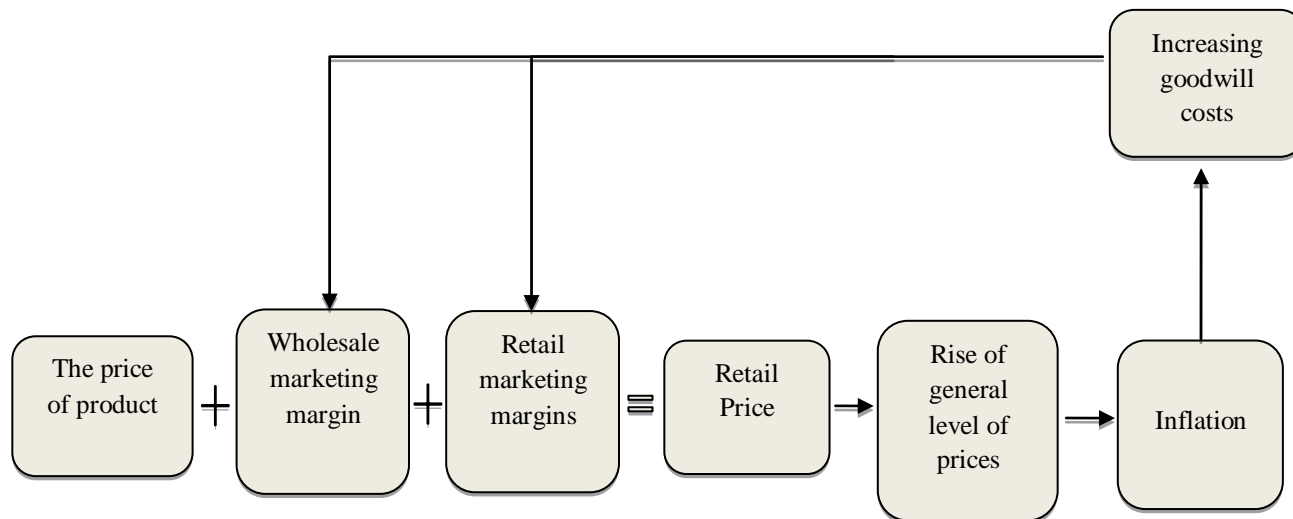 Increasing
goodwill
costs
The price
of product
+
Wholesale
marketing
margin
+
Retail
marketing
margins
=
Retail
Price
Rise of
general
level of
prices
Inflation